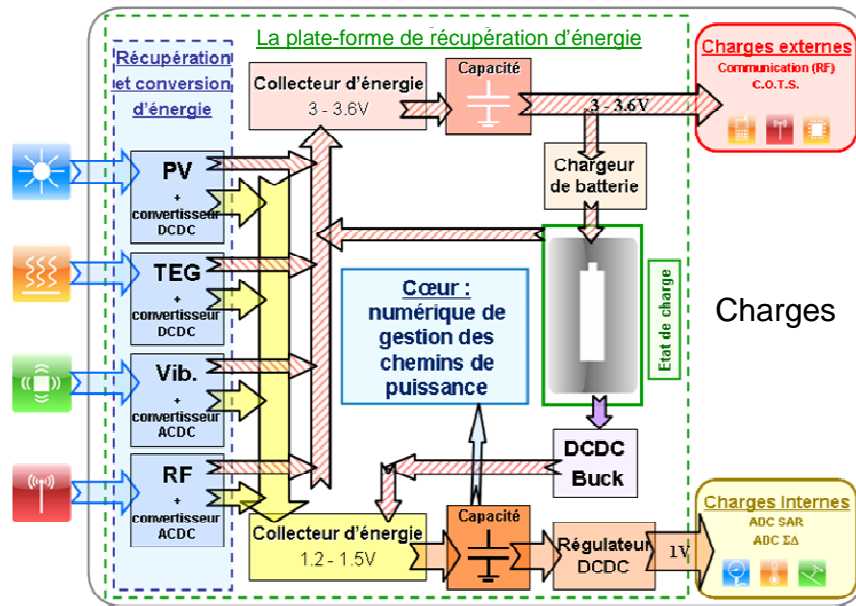 La plate-forme de récupération d'énergie
Récupération
et conversion
d'énergie
PV
+
convertisseur
DCDC
TEG
+
convertisseur
DCDC
Vib.
+
convertisseur
ACDC
RF
+
convertisseur
ACDC
Collecteur d'énergie
3 - 3.6V
Capacité
3 - 3.6V
Charges externes
Communication (RF)
C.O.T.S.
Chargeur
de batterie
Etat de charge
Cœur :
numérique de
gestion des
chemins de
puissance
Charges
DCDC
Buck
Collecteur d'énergie
1.2 - 1.5V
Capacité
Régulateur
DCDC
1V
Charges Internes
ADC SAR
ADC ΣΔ